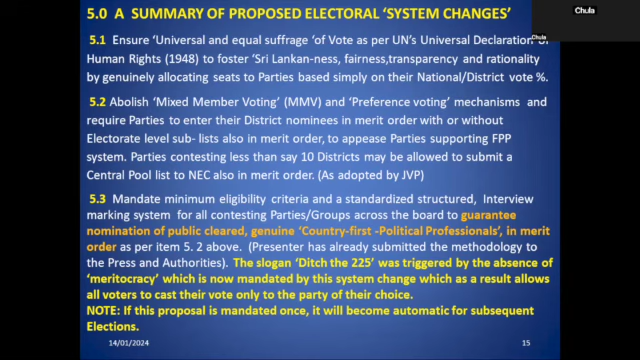 5.0 A SUMMARY OF PROPOSED ELECTORAL ‘SYSTEM CHANGES’
Chula
5.1 Ensure ‘Universal and equal suffrage ‘of Vote as per UN’s Universal Declaration of
Chula
Human Rights (1948) to foster ‘Sri Lankan-ness, fairness,transparency and rationality
by genuinely allocating seats to Parties based simply on their National/District vote %.
5.2 Abolish ‘Mixed Member Voting’ (MMV) and ‘Preference voting’ mechanisms and
require Parties to enter their District nominees in merit order with or without
Electorate level sub- lists also in merit order, to appease Parties supporting FPP
system. Parties contesting less than say 10 Districts may be allowed to submit a
Central Pool list to NEC also in merit order. (As adopted by JVP)
5.3 Mandate minimum eligibility criteria and a standardized structured, Interview
marking system for all contesting Parties/Groups across the board to guarantee
nomination of public cleared, genuine ‘Country-first -Political Professionals’, in merit
order as per item 5. 2 above. (Presenter has already submitted the methodology to
the Press and Authorities). The slogan ‘Ditch the 225’ was triggered by the absence of
‘meritocracy’ which is now mandated by this system change which as a result allows
all voters to cast their vote only to the party of their choice.
NOTE: If this proposal is mandated once, it will become automatic for subsequent
Elections.
14/01/2024
15